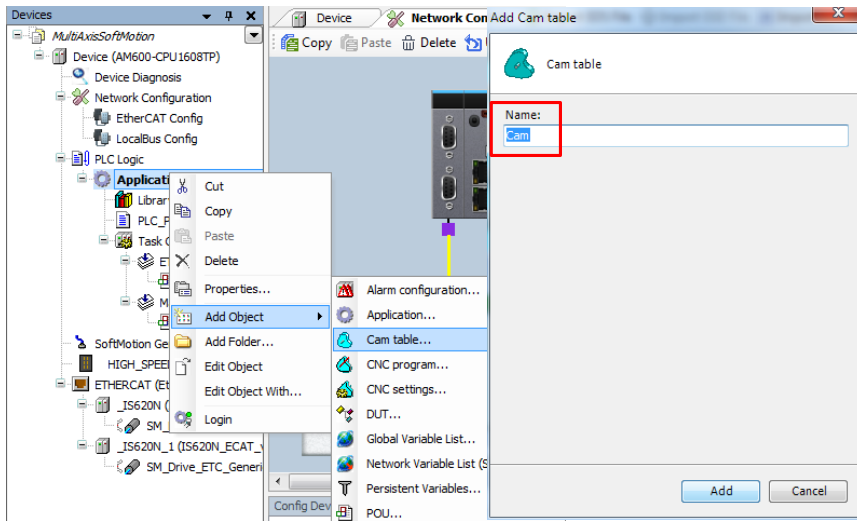 Devices
MultiAxisSoftMotion
Device (AM600-CPU1608TP)
Device Diagnosis
Network Configuration
EtherCAT Config
LocalBus Config
PLC Logic
Applicati
Librar
PLC_P
Task C
E
M
SoftMotion Ge
HIGH_SPEE
ETHERCAT (Et
_IS620N (
SM_
_IS620N_1 (IS620N_ECAT_v
SM_Drive_ETC_Generi
Cut
Copy
Paste
Delete
Properties...
Add Object
Add Folder...
Edit Object
Edit Object With...
Login
Device
Network Con
Copy
Paste
Delete
Alarm configuration...
Application...
Cam table...
CNC program...
CNC settings...
DUT...
Global Variable List...
Network Variable List (S
Persistent Variables...
POU...
Config Dev
Add Cam table
Cam table
Name:
Cam
Add
Cancel